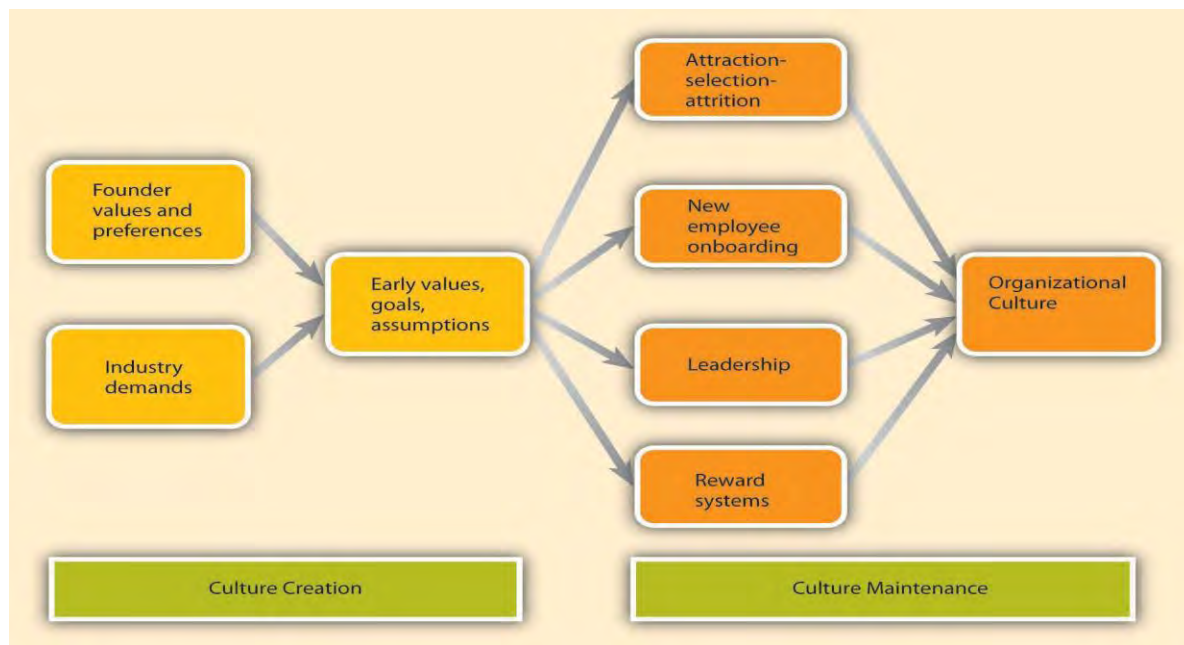 Founder
values and
preferences
Industry
demands
Early values,
goals,
assumptions
Attraction-
selection-
attrition
New
employee
onboarding
Leadership
Reward
systems
Organizational
Culture
Culture Creation
Culture Maintenance